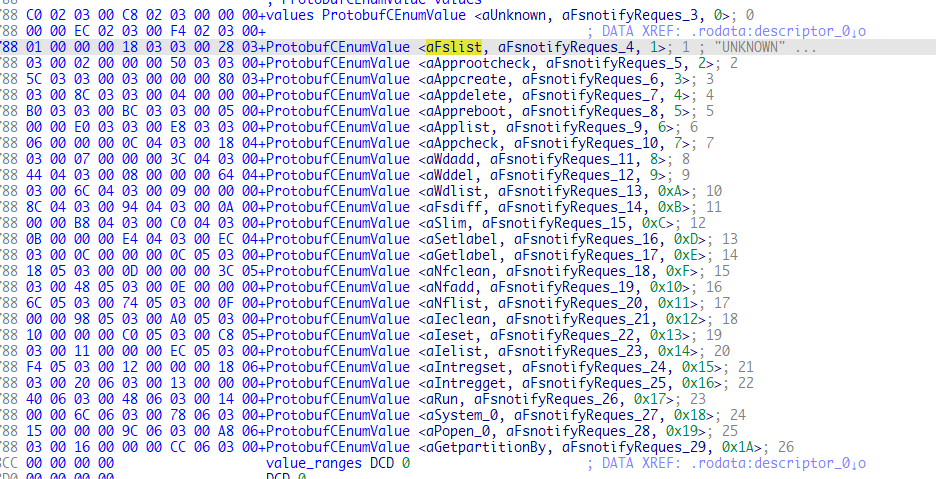 ; ProtobufCEnumValue values
'88 C0 02 03 00 C8 02 03 00 00 00+values ProtobufCEnumValue <aUnknown, aFsnotifyReques_3, 0>; 0
'88 00 00 EC 02 03 00 F4 02 03 00+ ; DATA XREF: .rodata:descriptor_0↓o
'88 01 00 00 00 18 03 03 00 28 03+ProtobufCEnumValue <aFslist, aFsnotifyReques_4, 1>; 1 ; "UNKNOWN" ...
'88 03 00 02 00 00 00 50 03 03 00+ProtobufCEnumValue <aApprootcheck, aFsnotifyReques_5, 2>; 2
'88 5C 03 03 00 03 00 00 00 80 03+ProtobufCEnumValue <aAppcreate, aFsnotifyReques_6, 3>; 3
'88 03 00 8C 03 03 00 04 00 00 00+ProtobufCEnumValue <aAppdelete, aFsnotifyReques_7, 4>; 4
'88 B0 03 03 00 BC 03 03 00 05 00+ProtobufCEnumValue <aAppreboot, aFsnotifyReques_8, 5>; 5
'88 00 00 E0 03 03 00 E8 03 03 00+ProtobufCEnumValue <aApplist, aFsnotifyReques_9, 6>; 6
'88 06 00 00 00 0C 04 03 00 18 04+ProtobufCEnumValue <aAppcheck, aFsnotifyReques_10, 7>; 7
'88 03 00 07 00 00 00 3C 04 03 00+ProtobufCEnumValue <aWdadd, aFsnotifyReques_11, 8>; 8
'88 44 04 03 00 08 00 00 00 64 04+ProtobufCEnumValue <aWddel, aFsnotifyReques_12, 9>; 9
'88 03 00 6C 04 03 00 09 00 00 00+ProtobufCEnumValue <aWdlist, aFsnotifyReques_13, 0xA>; 10
'88 8C 04 03 00 94 04 03 00 0A 00+ProtobufCEnumValue <aFsdiff, aFsnotifyReques_14, 0xB>; 11
'88 00 00 B8 04 03 00 C0 04 03 00+ProtobufCEnumValue <aSlim, aFsnotifyReques_15, 0xC>; 12
'88 0B 00 00 00 E4 04 03 00 EC 04+ProtobufCEnumValue <aSetlabel, aFsnotifyReques_16, 0xD>; 13
'88 03 00 0C 00 00 00 0C 05 03 00+ProtobufCEnumValue <aGetlabel, aFsnotifyReques_17, 0xE>; 14
'88 18 05 03 00 0D 00 00 00 3C 05+ProtobufCEnumValue <aNfclean, aFsnotifyReques_18, 0xF>; 15
'88 03 00 48 05 03 00 0E 00 00 00+ProtobufCEnumValue <aNfadd, aFsnotifyReques_19, 0x10>; 16
'88 6C 05 03 00 74 05 03 00 0F 00+ProtobufCEnumValue <aNflist, aFsnotifyReques_20, 0x11>; 17
'88 00 00 98 05 03 00 A0 05 03 00+ProtobufCEnumValue <aIeclean, aFsnotifyReques_21, 0x12>; 18
'88 10 00 00 00 C0 05 03 00 C8 05+ProtobufCEnumValue <aIeset, aFsnotifyReques_22, 0x13>; 19
'88 03 00 11 00 00 00 EC 05 03 00+ProtobufCEnumValue <aIelist, aFsnotifyReques_23, 0x14>; 20
'88 F4 05 03 00 12 00 00 00 18 06+ProtobufCEnumValue <aIntregset, aFsnotifyReques_24, 0x15>; 21
'88 03 00 20 06 03 00 13 00 00 00+ProtobufCEnumValue <aIntregget, aFsnotifyReques_25, 0x16>; 22
'88 40 06 03 00 48 06 03 00 14 00+ProtobufCEnumValue <aRun, aFsnotifyReques_26, 0x17>; 23
'88 00 00 6C 06 03 00 78 06 03 00+ProtobufCEnumValue <aSystem_0, aFsnotifyReques_27, 0x18>; 24
'88 15 00 00 00 9C 06 03 00 A8 06+ProtobufCEnumValue <aPopen_0, aFsnotifyReques_28, 0x19>; 25
'88 03 00 16 00 00 00 CC 06 03 00+ProtobufCEnumValue <aGetpartitionBy, aFsnotifyReques_29, 0x1A>; 26
8CC 00 00 00 00 value_ranges DCD 0 ; DATA XREF: .rodata:descriptor_0↓o
8D0 00 00 00 00 DCD 0